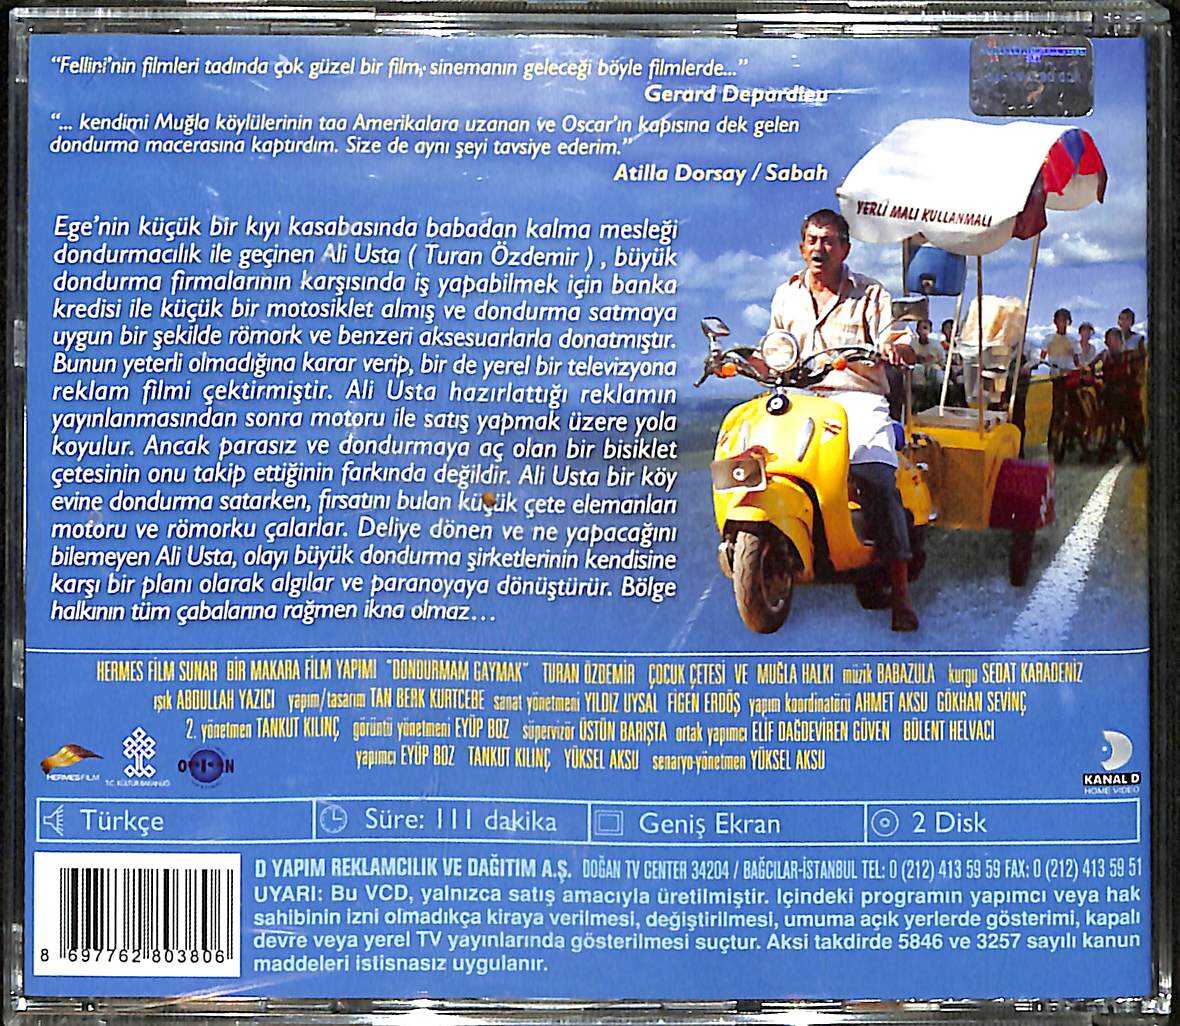 “Fellini’nin filmleri tadında çok güzel bir film, sinemanın geleceği böyle filmlerde...”
Gerard Depardieu
“... kendimi Muğla köylülerinin taa Amerikalara uzanan ve Oscar’ın kapısına dek gelen
dondurma macerasına kaptırdım. Size de aynı şeyi tavsiye ederim.”
Atilla Dorsay / Sabah
YERLİ MALI KULLANMALI
Ege’nin küçük bir kıyı kasabasında babadan kalma mesleği
dondurmacılık ile geçinen Ali Usta ( Turan Özdemir ) , büyük
dondurma firmalarının karşısında iş yapabilmek için banka
kredisi ile küçük bir motosiklet almış ve dondurma satmaya
uygun bir şekilde römork ve benzeri aksesuarlarla donatmıştır.
Bunun yeterli olmadığına karar verip, bir de yerel bir televizyona
reklam filmi çektirmiştir. Ali Usta hazırlattığı reklamın
yayınlanmasından sonra motoru ile satış yapmak üzere yola
koyulur. Ancak parasız ve dondurmaya aç olan bir bisiklet
çetesinin onu takip ettiğinin farkında değildir. Ali Usta bir köy
evine dondurma satarken, fırsatını bulan küçük çete elemanları
motoru ve römorku çalarlar. Deliye dönen ve ne yapacağını
bilemeyen Ali Usta, olayı büyük dondurma şirketlerinin kendisine
karşı bir planı olarak algılar ve paranoyaya dönüştürür. Bölge
halkının tüm çabalarına rağmen ikna olmaz...
HERMES FİLM SUNAR BİR MAKARA FİLM YAPIMI “DONDURMAM GAYMAK” TURAN ÖZDEMİR ÇOCUK ÇETESİ VE MUĞLA HALKI müzik BABAZULA kurgu SEDAT KARADENİZ
ışık ABDULLAH YAZICI yapım/tasarım TAN BERK KURTCEBE sanat yönetmeni YILDIZ UYSAL FİGEN ERDÖŞ yapım koordinatörü AHMET AKSU GÖKHAN SEVİNÇ
2. yönetmen TANKUT KILINÇ görüntü yönetmeni EYÜP BOZ süpervizör ÜSTÜN BARIŞTA ortak yapımcı ELİF DAĞDEVİREN GÜVEN BÜLENT HELVACI
yapımcı EYÜP BOZ TANKUT KILINÇ YÜKSEL AKSU senaryo-yönetmen YÜKSEL AKSU
HERMES FİLM
T.C. KÜLTÜR BAKANLIĞI
KANAL D
HOME VIDEO
Türkçe
Süre: 111 dakika
Geniş Ekran
2 Disk
D YAPIM REKLAMCILIK VE DAĞITIM A.Ş. DOĞAN TV CENTER 34204 / BAĞCILAR-İSTANBUL TEL: 0 (212) 413 59 59 FAX: 0 (212) 413 59 51
UYARI: Bu VCD, yalnızca satış amacıyla üretilmiştir. İçindeki programın yapımcı veya hak
sahibinin izni olmadıkça kiraya verilmesi, değiştirilmesi, umuma açık yerlerde gösterimi, kapalı
devre veya yerel TV yayınlarında gösterilmesi suçtur. Aksi takdirde 5846 ve 3257 sayılı kanun
maddeleri istisnasız uygulanır.
8 697762 803806